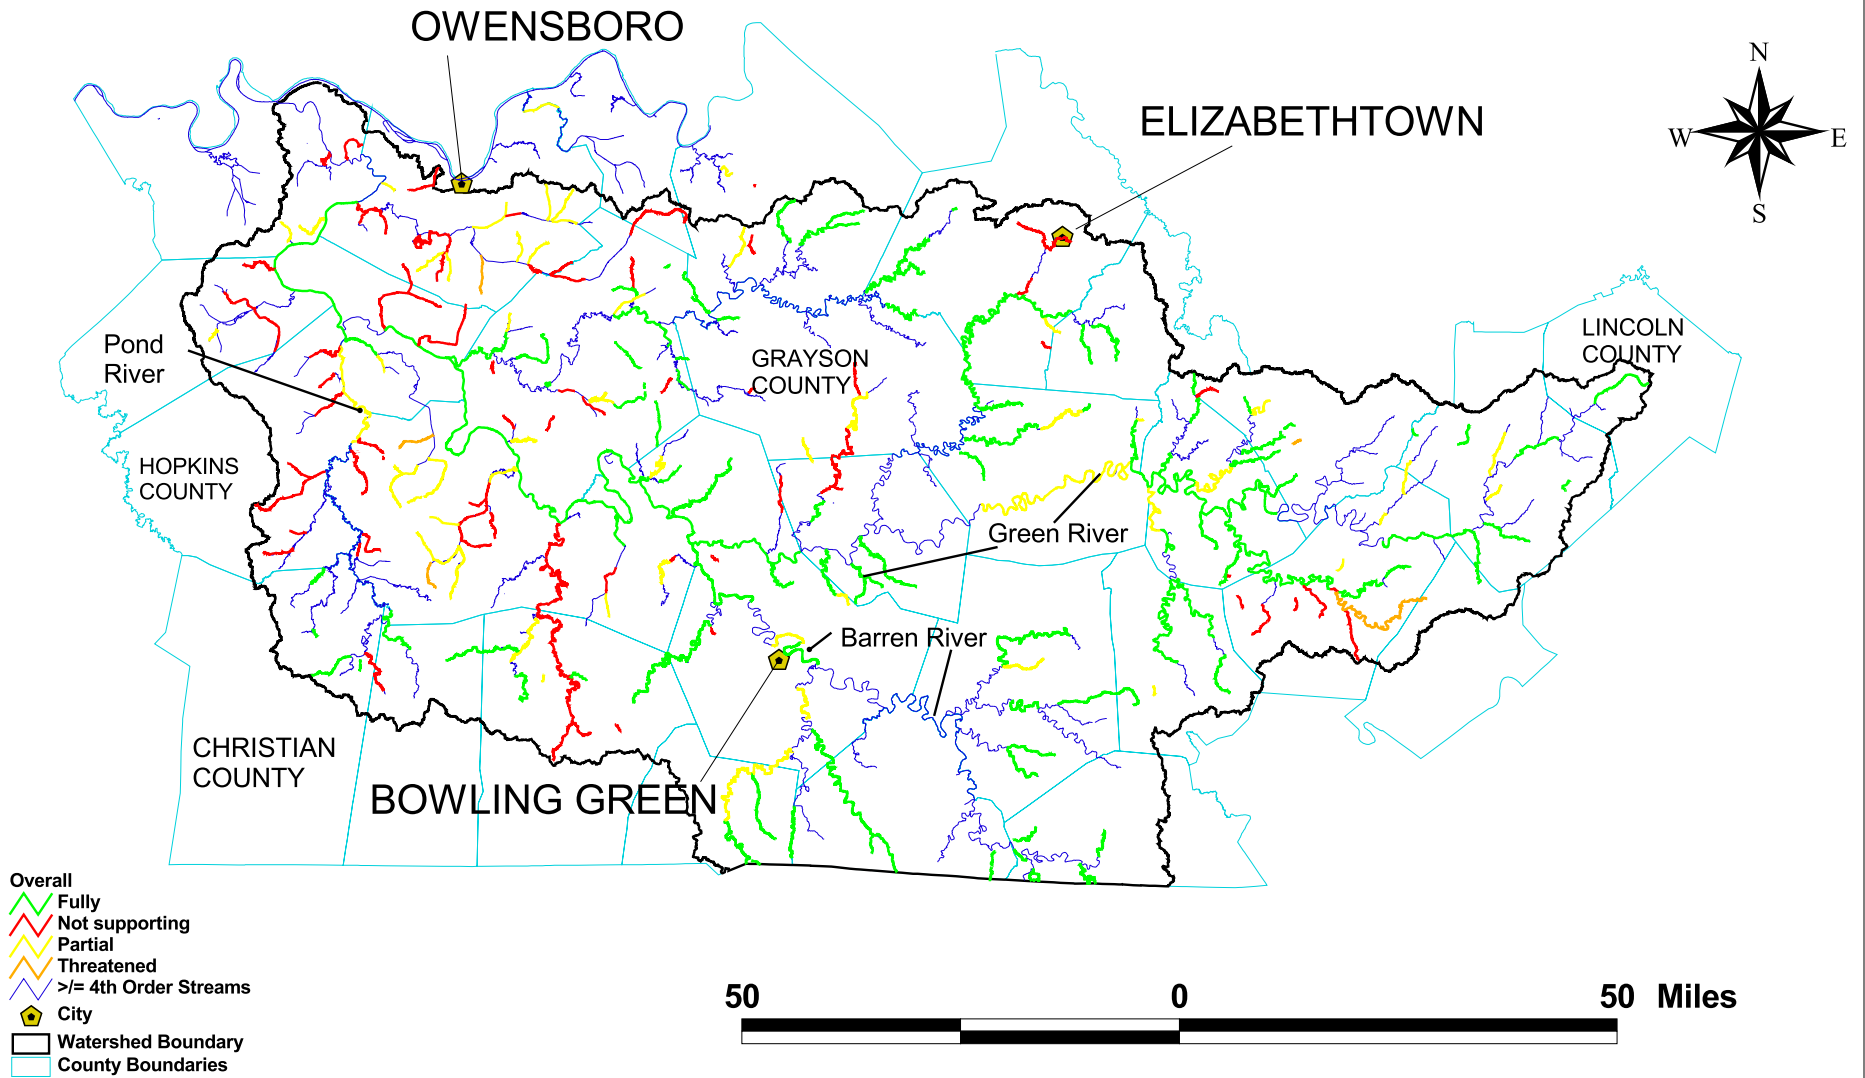 OWENSBORO
N
ELIZABETHTOWN
W
E
S
Pond
River
GRAYSON
COUNTY
LINCOLN
COUNTY
HOPKINS
COUNTY
Green River
Barren River
CHRISTIAN
COUNTY
BOWLING GREEN
Overall
Fully
Not supporting
Partial
Threatened
>/= 4th Order Streams
City
Watershed Boundary
County Boundaries
50 0 50 Miles